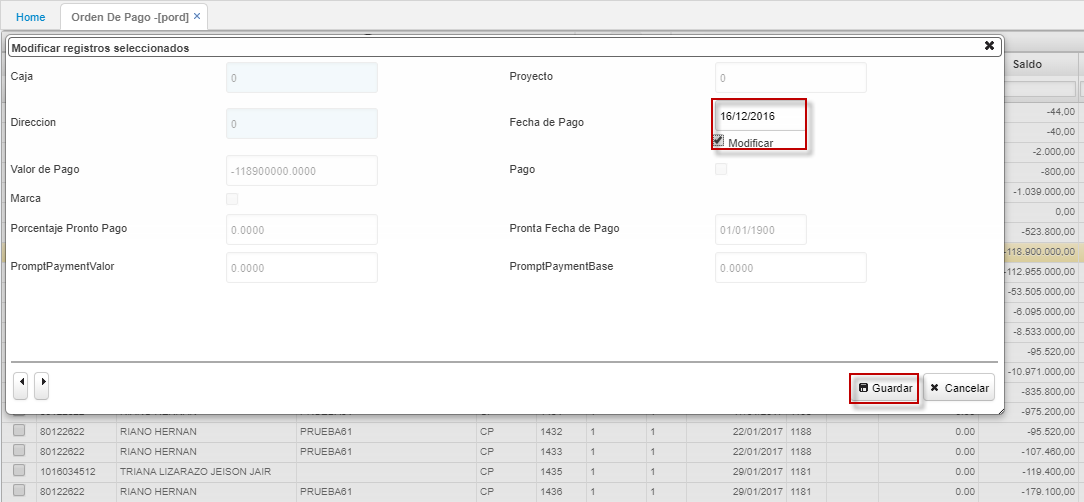 Home Orden De Pago -[pord] ×
Modificar registros seleccionados
Saldo
Caja 0 Proyecto 0
Direccion 0 Fecha de Pago 16/12/2016
Modificar
Valor de Pago -118900000.0000 Pago
Marca
Porcentaje Pronto Pago 0.0000 Pronta Fecha de Pago 01/01/1900
PromptPaymentValor 0.0000 PromptPaymentBase 0.0000
Guardar Cancelar
-44,00
-40,00
-2.000,00
-800,00
-1.039.000,00
0,00
-523.800,00
-118.900.000,00
-112.955.000,00
-53.505.000,00
-6.095.000,00
-8.533.000,00
-95.520,00
-10.971.000,00
-835.800,00
-975.200,00
80122622 RIANO HERNAN PRUEBA61 CP 1432 1 1 22/01/2017 1188 0.00 -95.520,00
80122622 RIANO HERNAN PRUEBA61 CP 1433 1 1 22/01/2017 1188 0.00 -107.460,00
1016034512 TRIANA LIZARAZO JEISON JAIR CP 1435 1 1 29/01/2017 1181 0.00 -119.400,00
80122622 RIANO HERNAN PRUEBA61 CP 1436 1 1 29/01/2017 1181 0.00 -179.100,00